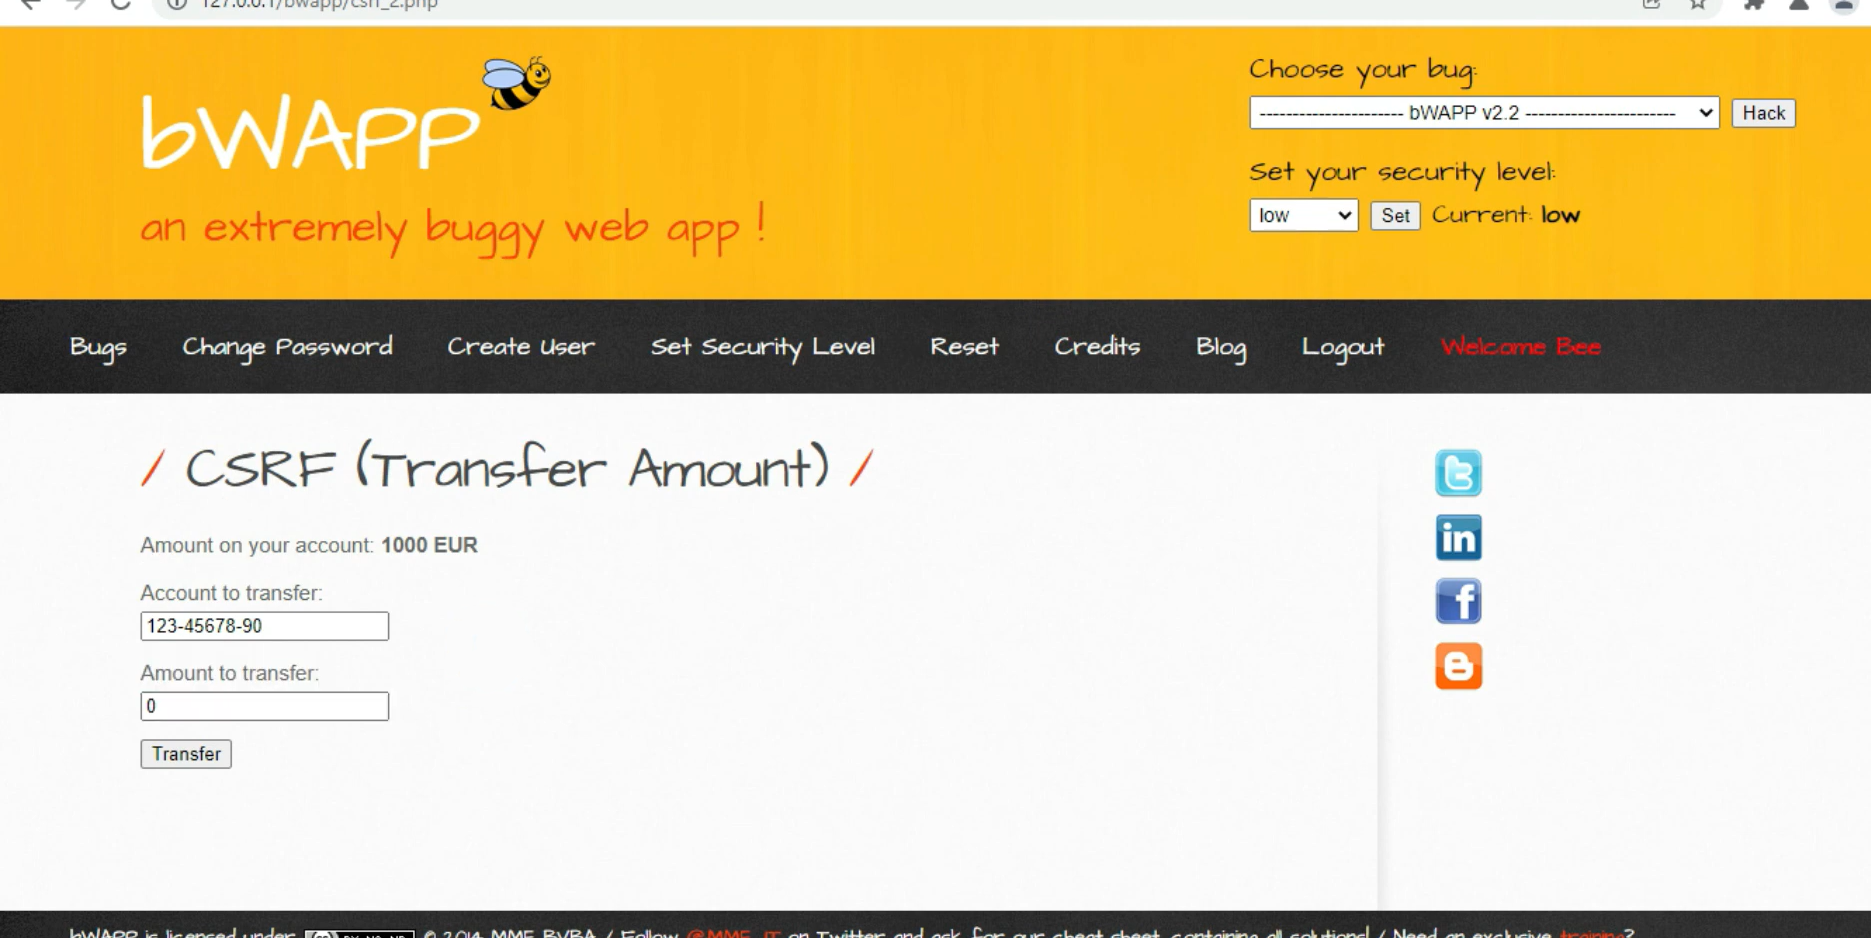 127.0.0.1/bwapp/csrf_2.php
bWAPP
an extremely buggy web app !
Choose your bug:
---------------------- bWAPP v2.2 -----------------------
Hack
Set your security level:
low
Set
Current: low
Bugs
Change Password
Create User
Set Security Level
Reset
Credits
Blog
Logout
Welcome Bee
/ CSRF (Transfer Amount) /
Amount on your account: 1000 EUR
Account to transfer:
123-45678-90
Amount to transfer:
0
Transfer
bWAPP is licensed under © 2014 MME BVBA / Follow @MME_IT on Twitter and ask for our cheat sheet, containing all solutions! / Need an exclusive training?